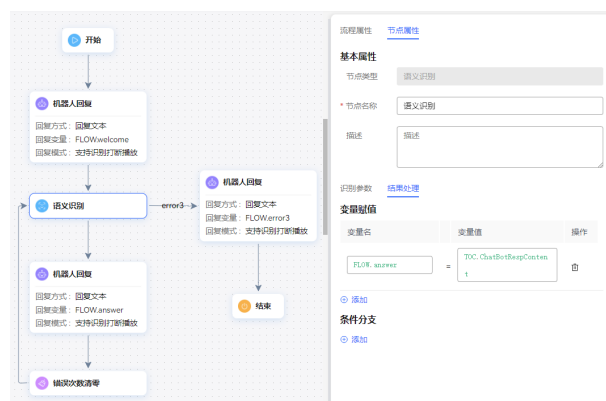 开始
机器人回复
回复方式：回复文本
回复变量：FLOW.welcome
回复模式：支持识别打断播放
语义识别
error3
机器人回复
回复方式：回复文本
回复变量：FLOW.error3
回复模式：支持识别打断播放
机器人回复
回复方式：回复文本
回复变量：FLOW.answer
回复模式：支持识别打断播放
结束
错误次数清零
流程属性 节点属性
基本属性
节点类型 语义识别
* 节点名称 语义识别
描述 描述
识别参数 结果处理
变量赋值
变量名 变量值 操作
FLOW.answer = TOC.ChatBotRespConten
t
添加
条件分支
添加